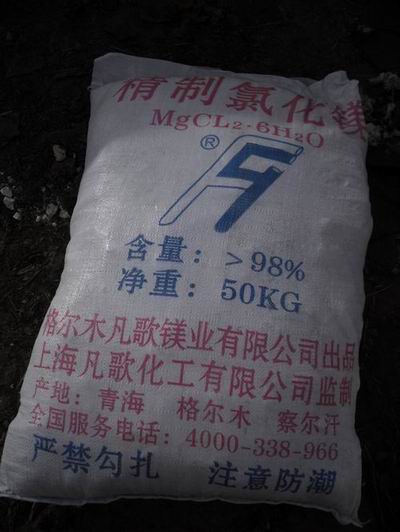 精制氯化镁
MgCL2·6H2O
®
含量：>98%
净重：50KG
格尔木凡歌镁业有限公司出品
上海凡歌化工有限公司监制
产地：青海 格尔木 察尔汗
全国服务电话：4000-338-966
严禁勾扎 注意防潮